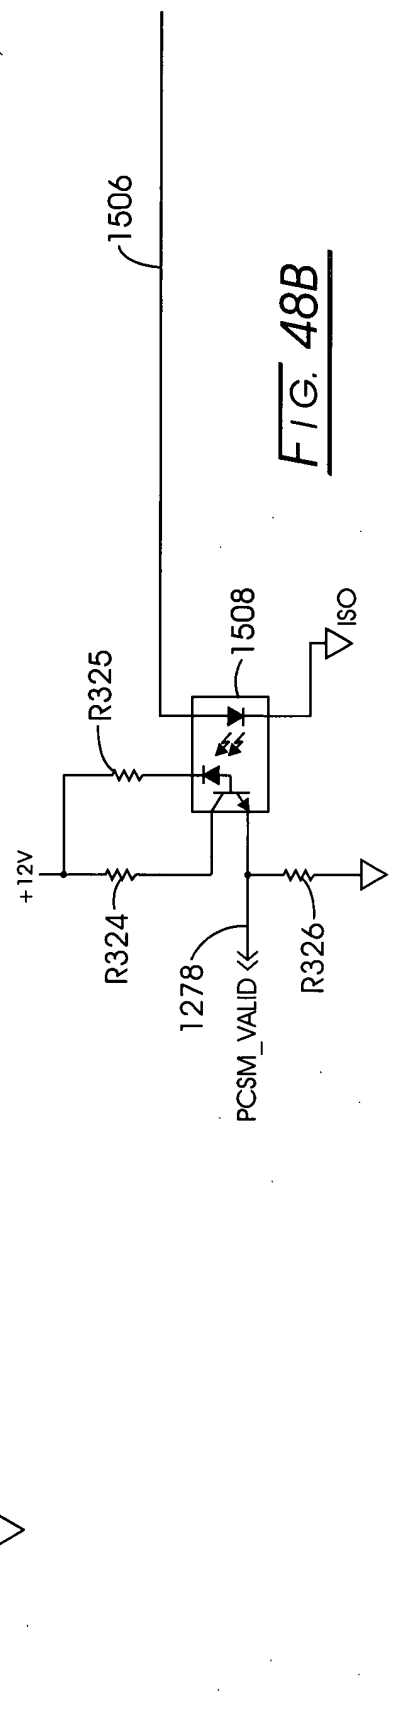 +12V
R324
R325
1506
1278
1508
PCSM_VALID
R326
ISO
FIG. 48B